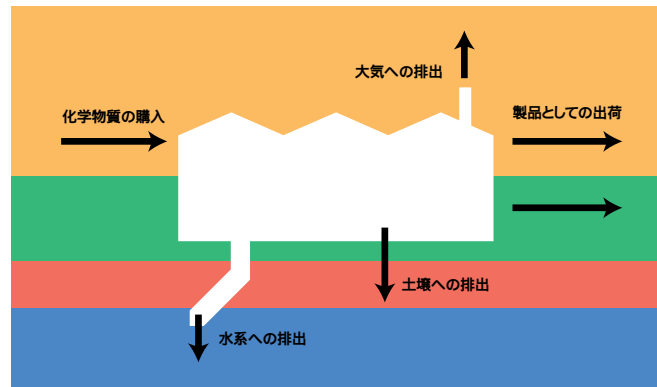 大気への排出
化学物質の購入
製品としての出荷
土壌への排出
水系への排出